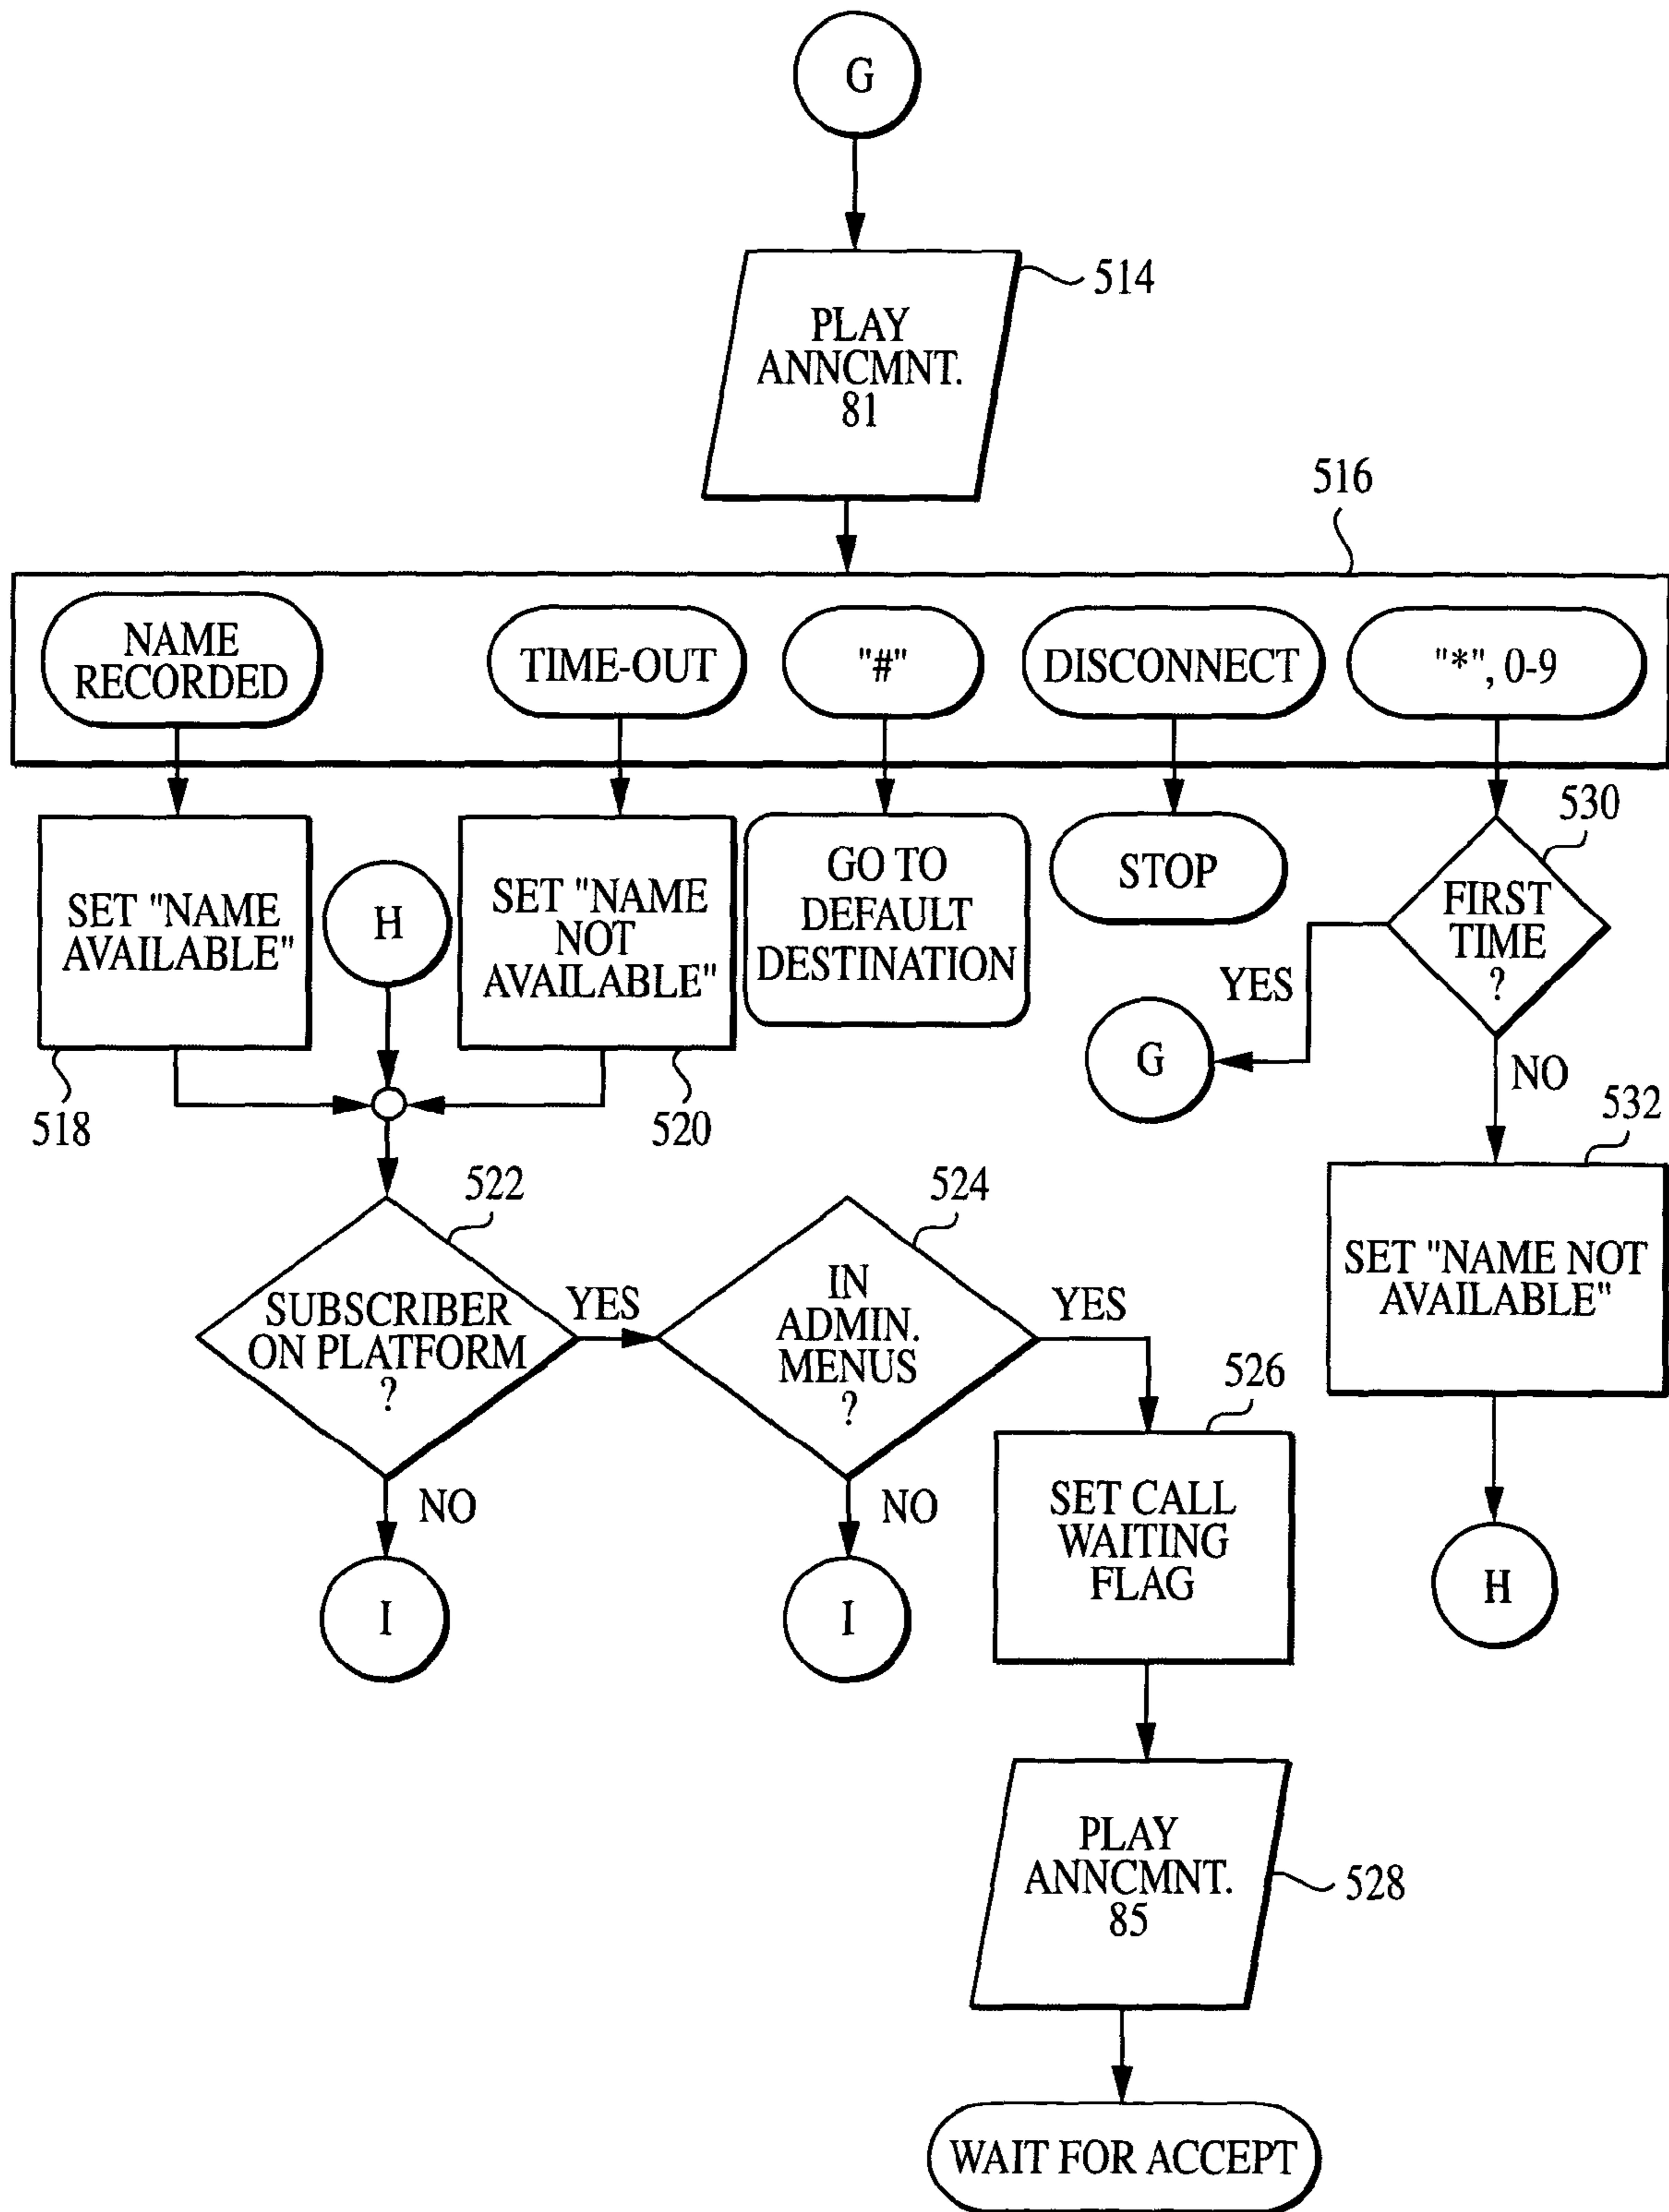 G
514
PLAY
ANNCMNT.
81
516
NAME
RECORDED
TIME-OUT
"#"
DISCONNECT
"*", 0-9
530
SET "NAME
AVAILABLE"
518
H
SET "NAME
NOT
AVAILABLE"
520
GO TO
DEFAULT
DESTINATION
STOP
FIRST
TIME
?
YES
G
NO
532
SET "NAME NOT
AVAILABLE"
H
522
SUBSCRIBER
ON PLATFORM
?
YES
NO
I
524
IN
ADMIN.
MENUS
?
YES
NO
I
526
SET CALL
WAITING
FLAG
PLAY
ANNCMNT.
85
528
WAIT FOR ACCEPT